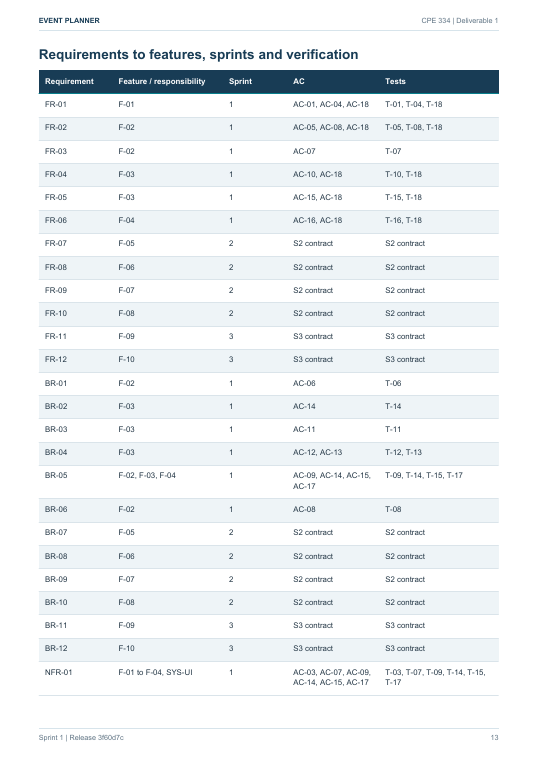 EVENT PLANNER CPE 334 | Deliverable 1
Requirements to features, sprints and verification
Requirement Feature / responsibility Sprint AC Tests
FR-01 F-01 1 AC-01, AC-04, AC-18 T-01, T-04, T-18
FR-02 F-02 1 AC-05, AC-08, AC-18 T-05, T-08, T-18
FR-03 F-02 1 AC-07 T-07
FR-04 F-03 1 AC-10, AC-18 T-10, T-18
FR-05 F-03 1 AC-15, AC-18 T-15, T-18
FR-06 F-04 1 AC-16, AC-18 T-16, T-18
FR-07 F-05 2 S2 contract S2 contract
FR-08 F-06 2 S2 contract S2 contract
FR-09 F-07 2 S2 contract S2 contract
FR-10 F-08 2 S2 contract S2 contract
FR-11 F-09 3 S3 contract S3 contract
FR-12 F-10 3 S3 contract S3 contract
BR-01 F-02 1 AC-06 T-06
BR-02 F-03 1 AC-14 T-14
BR-03 F-03 1 AC-11 T-11
BR-04 F-03 1 AC-12, AC-13 T-12, T-13
BR-05 F-02, F-03, F-04 1 AC-09, AC-14, AC-15, T-09, T-14, T-15, T-17
AC-17
BR-06 F-02 1 AC-08 T-08
BR-07 F-05 2 S2 contract S2 contract
BR-08 F-06 2 S2 contract S2 contract
BR-09 F-07 2 S2 contract S2 contract
BR-10 F-08 2 S2 contract S2 contract
BR-11 F-09 3 S3 contract S3 contract
BR-12 F-10 3 S3 contract S3 contract
NFR-01 F-01 to F-04, SYS-UI 1 AC-03, AC-07, AC-09, T-03, T-07, T-09, T-14, T-15,
AC-14, AC-15, AC-17 T-17
Sprint 1 | Release 3f60d7c 13